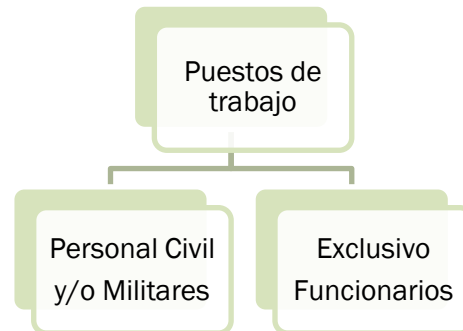 Puestos de
trabajo
Personal Civil
y/o Militares
Exclusivo
Funcionarios